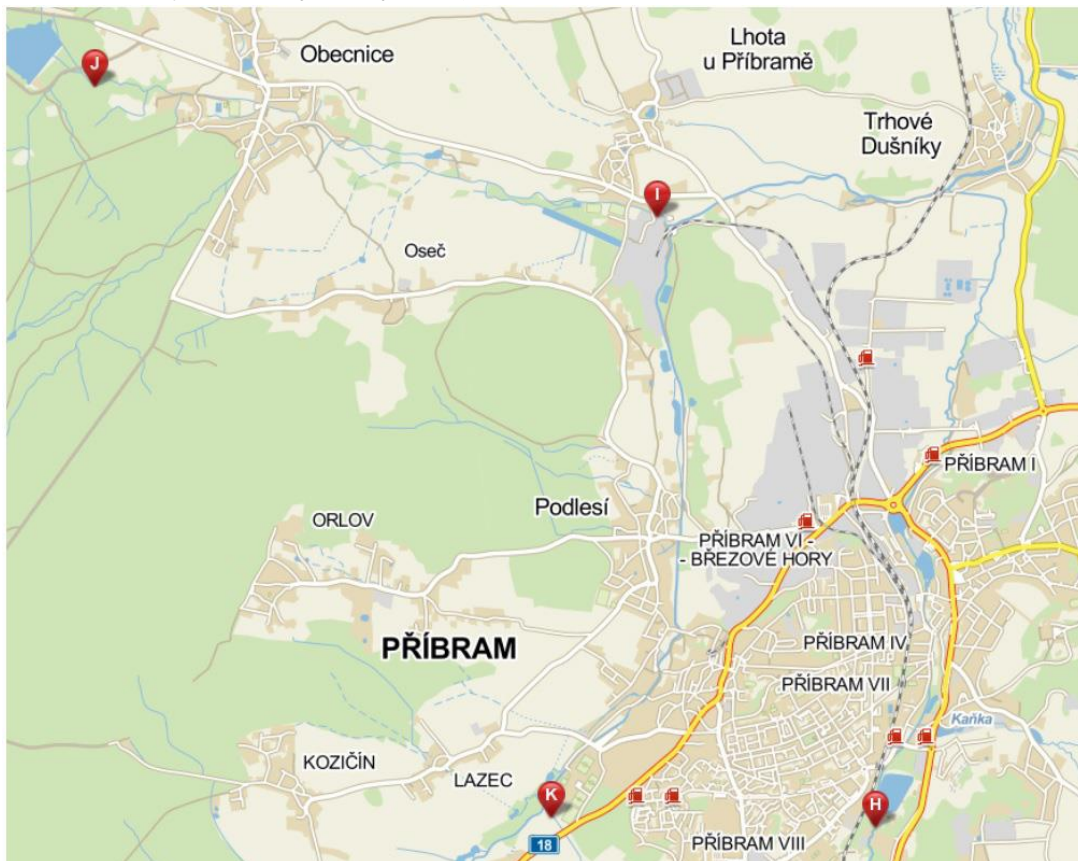 J
Obecnice
Lhota
u Příbramě
Trhové
Dušníky
I
Oseč
PŘÍBRAM I
Podlesí
ORLOV
PŘÍBRAM VI -
- BŘEZOVÉ HORY
PŘÍBRAM
PŘÍBRAM IV
PŘÍBRAM VII
Kaňka
KOZIČÍN
LAZEC
K
H
18
PŘÍBRAM VIII